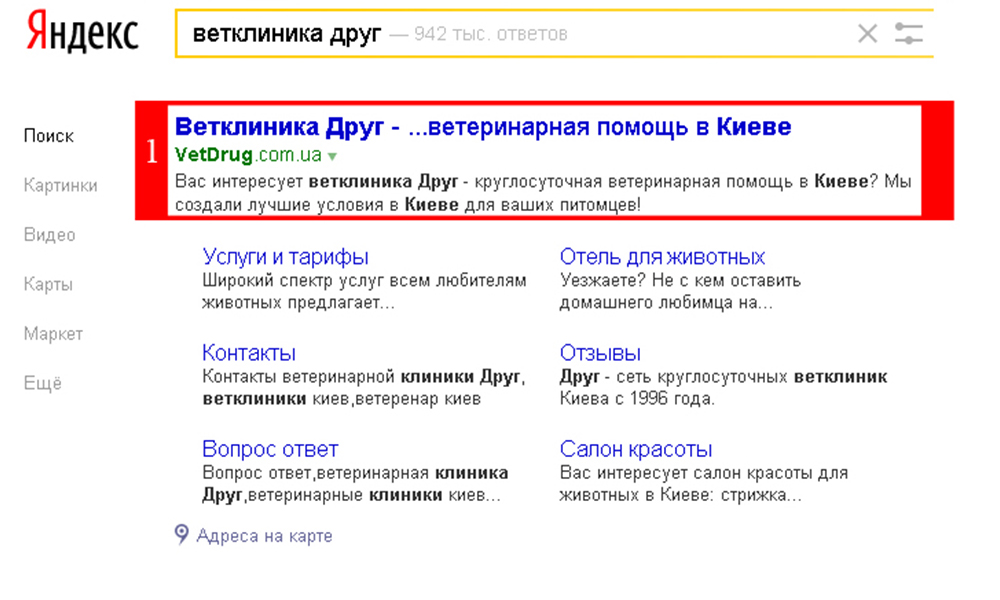 Яндекс
ветклиника друг — 942 тыс. ответов
Поиск
Картинки
Видео
Карты
Маркет
Ещё
1
Ветклиника Друг - ...ветеринарная помощь в Киеве
VetDrug.com.ua
Вас интересует ветклиника Друг - круглосуточная ветеринарная помощь в Киеве? Мы
создали лучшие условия в Киеве для ваших питомцев!
Услуги и тарифы
Широкий спектр услуг всем любителям
животных предлагает...
Отель для животных
Уезжаете? Не с кем оставить
домашнего любимца на...
Контакты
Контакты ветеринарной клиники Друг,
ветклиники киев,ветеренар киев
Отзывы
Друг - сеть круглосуточных ветклиник
Киева с 1996 года.
Вопрос ответ
Вопрос ответ,ветеринарная клиника
Друг,ветеринарные клиники киев...
Салон красоты
Вас интересует салон красоты для
животных в Киеве: стрижка...
Адреса на карте